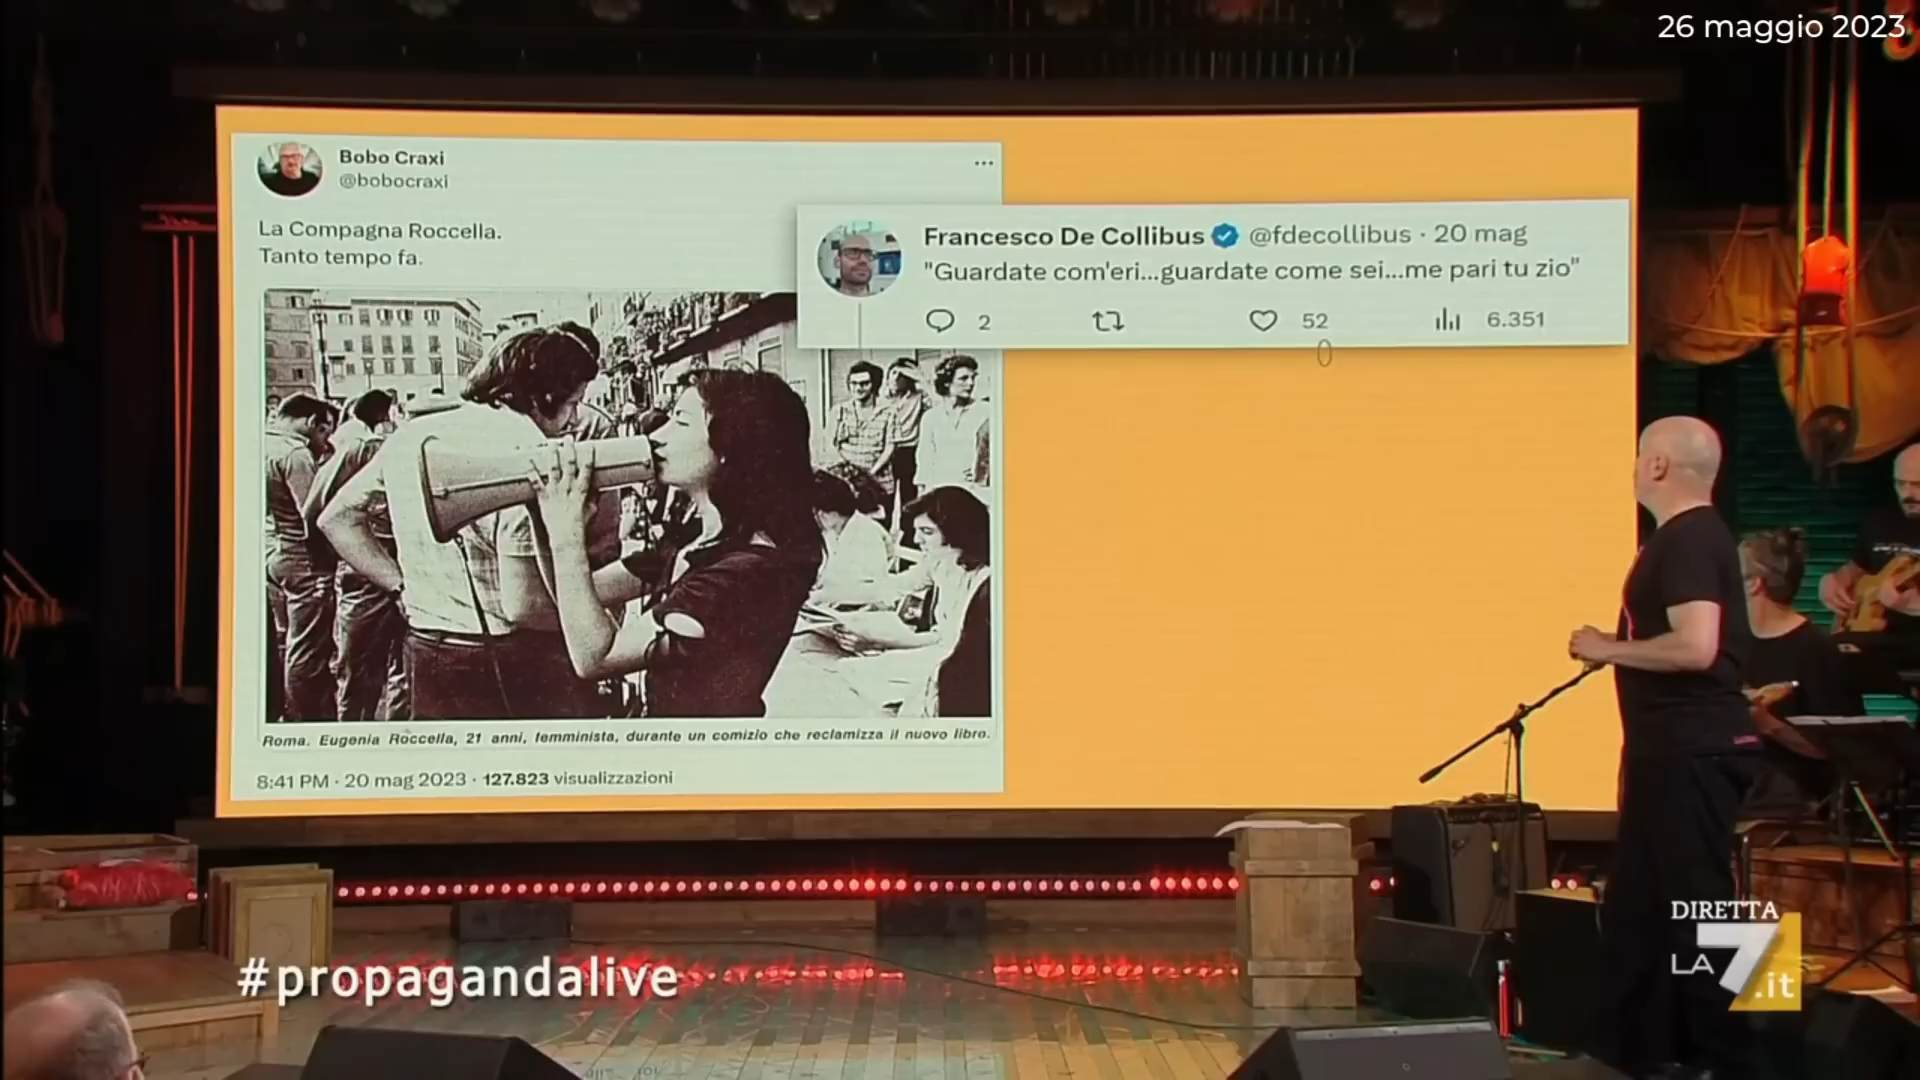 26 maggio 2023
Bobo Craxi
@bobocraxi
La Compagna Roccella.
Tanto tempo fa.
Francesco De Collibus @fdecollibus · 20 mag
"Guardate com'eri...guardate come sei...me pari tu zio"
2
52
6.351
Roma. Eugenia Roccella, 21 anni, femminista, durante un comizio che reclamizza il nuovo libro.
8:41 PM · 20 mag 2023 · 127.823 visualizzazioni
#propagandalive
DIRETTA
LA7.it